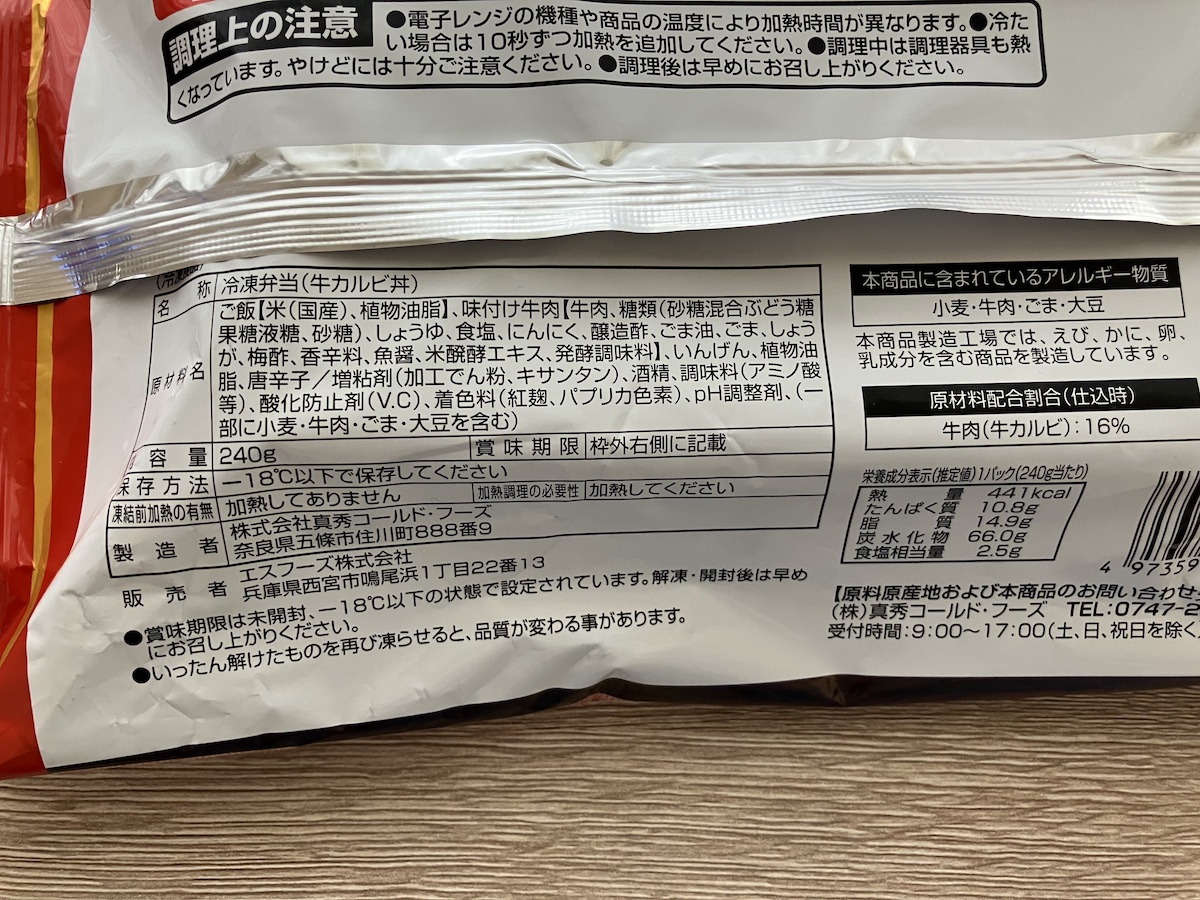 調理上の注意
●電子レンジの機種や商品の温度により加熱時間が異なります。●冷た
い場合は10秒ずつ加熱を追加してください。●調理中は調理器具も熱
くなっています。やけどには十分ご注意ください。●調理後は早めにお召し上がりください。
(冷凍食品)
名称 冷凍弁当(牛カルビ丼)
原材料名 ご飯【米(国産)、植物油脂】、味付け牛肉【牛肉、糖類(砂糖混合ぶどう糖
果糖液糖、砂糖)、しょうゆ、食塩、にんにく、醸造酢、ごま油、ごま、しょう
が、梅酢、香辛料、魚醤、米醗酵エキス、発酵調味料】、いんげん、植物油
脂、唐辛子/増粘剤(加工でん粉、キサンタン)、酒精、調味料(アミノ酸
等)、酸化防止剤(V.C)、着色料(紅麹、パプリカ色素)、pH調整剤、(一
部に小麦・牛肉・ごま・大豆を含む)
容量 240g 賞味期限 枠外右側に記載
保存方法 −18℃以下で保存してください
凍結前加熱の有無 加熱してありません 加熱調理の必要性 加熱してください
製造者 株式会社真秀コールド・フーズ
奈良県五條市住川町888番9
販売者 エスフーズ株式会社
兵庫県西宮市鳴尾浜1丁目22番13
●賞味期限は未開封、−18℃以下の状態で設定されています。解凍・開封後は早め
にお召し上がりください。
●いったん解けたものを再び凍らせると、品質が変わる事があります。
本商品に含まれているアレルギー物質
小麦・牛肉・ごま・大豆
本商品製造工場では、えび、かに、卵、
乳成分を含む商品を製造しています。
原材料配合割合(仕込時)
牛肉(牛カルビ):16%
栄養成分表示(推定値)1パック(240g当たり)
熱量 441kcal
たんぱく質 10.8g
脂質 14.9g
炭水化物 66.0g
食塩相当量 2.5g
4 97359
【原料原産地および本商品のお問い合わせ
(株)真秀コールド・フーズ TEL:0747-2
受付時間:9:00〜17:00(土、日、祝日を除く